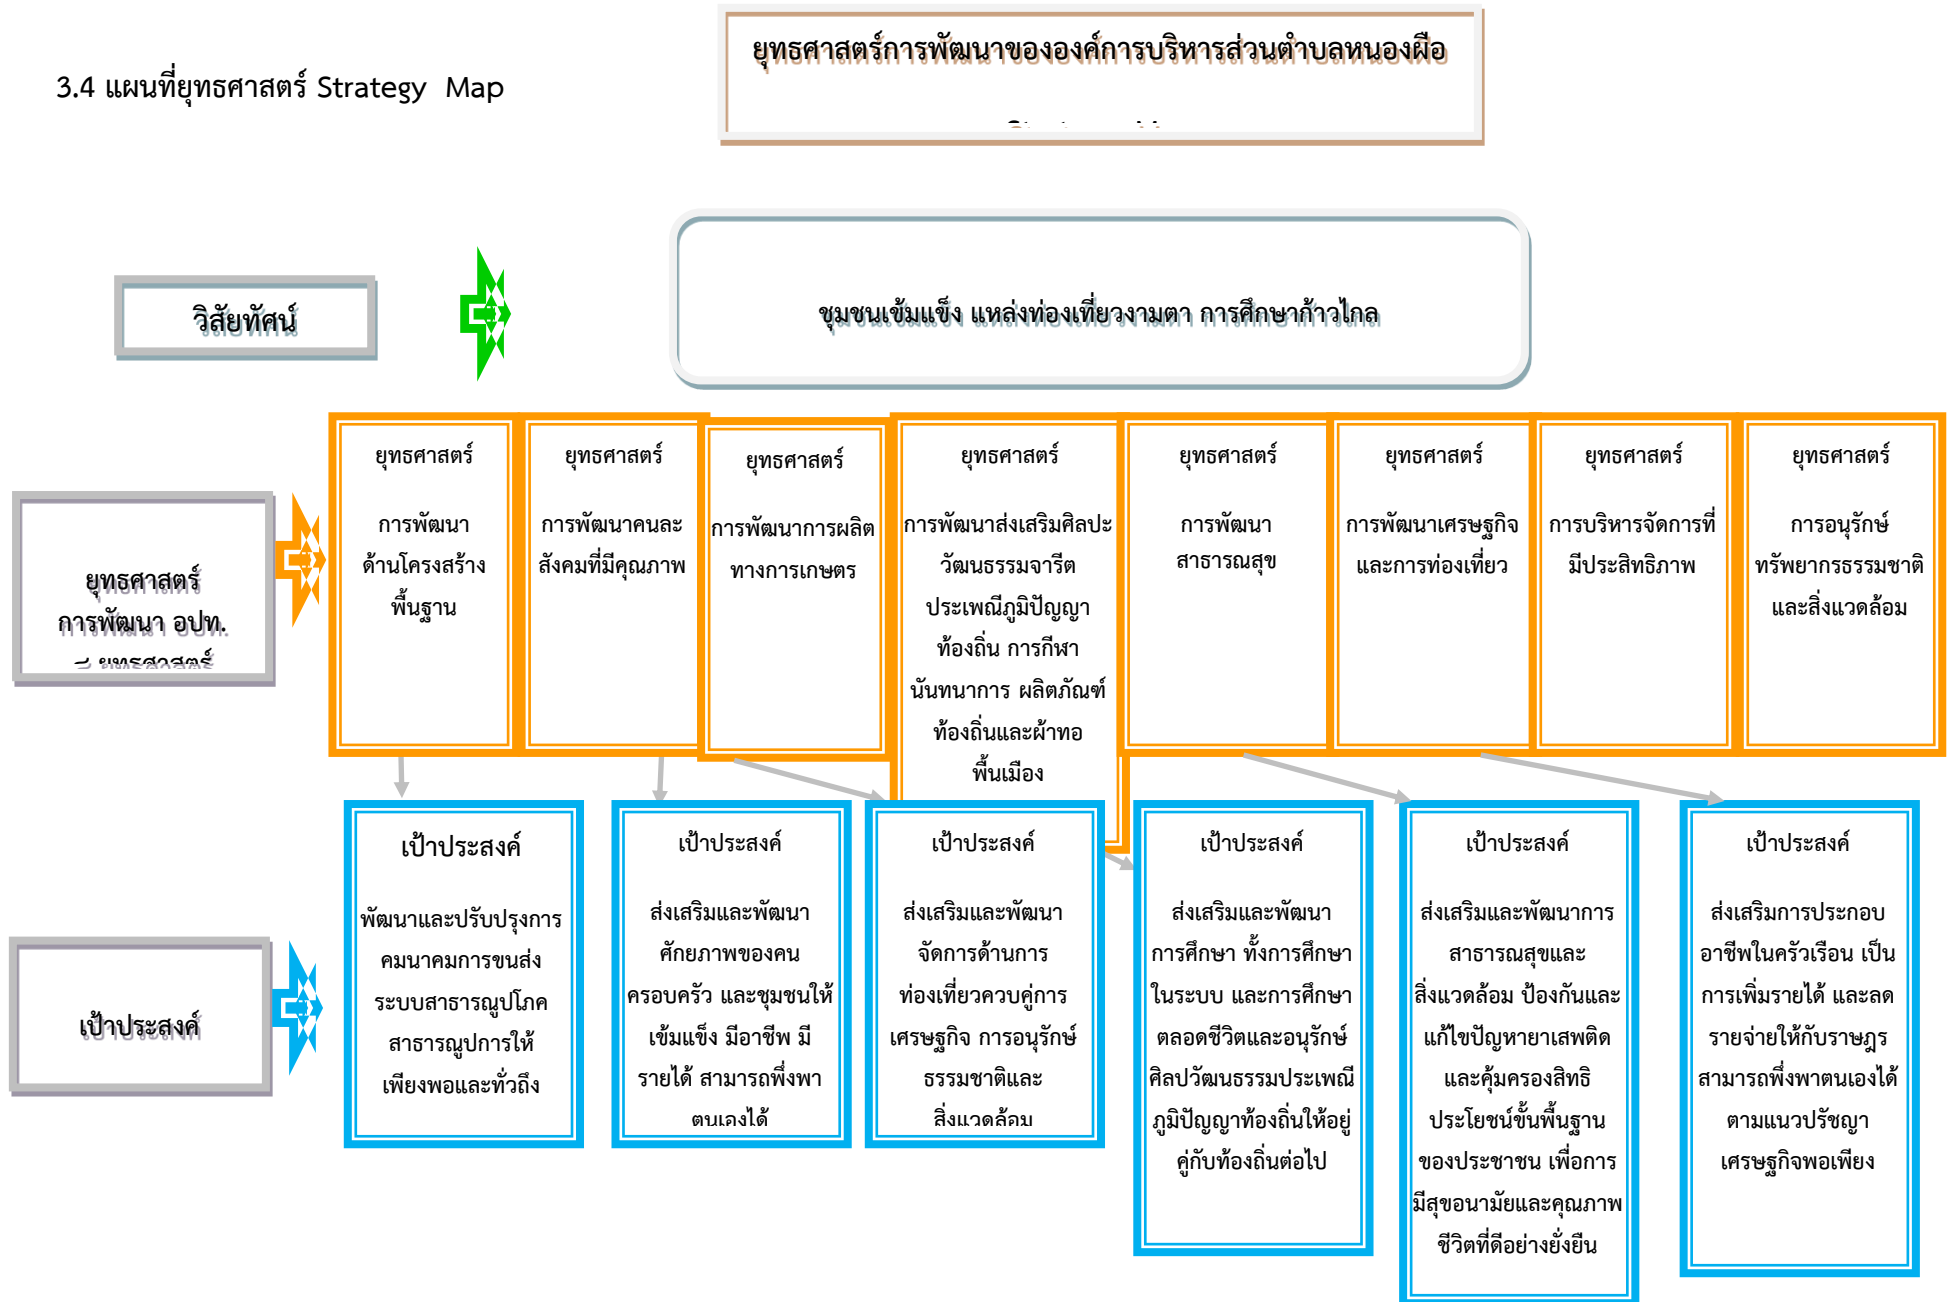 ยุทธศาสตร์การพัฒนาขององค์การบริหารส่วนตำบลหนองผือ
3.4 แผนที่ยุทธศาสตร์ Strategy Map
วิสัยทัศน์
ชุมชนเข้มแข็ง แหล่งท่องเที่ยวงามตา การศึกษาก้าวไกล
ยุทธศาสตร์
การพัฒนา อปท.
๘ ยุทธศาสตร์
ยุทธศาสตร์
การพัฒนา
ด้านโครงสร้าง
พื้นฐาน
ยุทธศาสตร์
การพัฒนาคนละ
สังคมที่มีคุณภาพ
ยุทธศาสตร์
การพัฒนาการผลิต
ทางการเกษตร
ยุทธศาสตร์
การพัฒนาส่งเสริมศิลปะ
วัฒนธรรมจารีต
ประเพณีภูมิปัญญา
ท้องถิ่น การกีฬา
นันทนาการ ผลิตภัณฑ์
ท้องถิ่นและผ้าทอ
พื้นเมือง
ยุทธศาสตร์
การพัฒนา
สาธารณสุข
ยุทธศาสตร์
การพัฒนาเศรษฐกิจ
และการท่องเที่ยว
ยุทธศาสตร์
การบริหารจัดการที่
มีประสิทธิภาพ
ยุทธศาสตร์
การอนุรักษ์
ทรัพยากรธรรมชาติ
และสิ่งแวดล้อม
เป้าประสงค์
เป้าประสงค์
พัฒนาและปรับปรุงการ
คมนาคมการขนส่ง
ระบบสาธารณูปโภค
สาธารณูปการให้
เพียงพอและทั่วถึง
เป้าประสงค์
ส่งเสริมและพัฒนา
ศักยภาพของคน
ครอบครัว และชุมชนให้
เข้มแข็ง มีอาชีพ มี
รายได้ สามารถพึ่งพา
ตนเองได้
เป้าประสงค์
ส่งเสริมและพัฒนา
จัดการด้านการ
ท่องเที่ยวควบคู่การ
เศรษฐกิจ การอนุรักษ์
ธรรมชาติและ
สิ่งแวดล้อม
เป้าประสงค์
ส่งเสริมและพัฒนา
การศึกษา ทั้งการศึกษา
ในระบบ และการศึกษา
ตลอดชีวิตและอนุรักษ์
ศิลปวัฒนธรรมประเพณี
ภูมิปัญญาท้องถิ่นให้อยู่
คู่กับท้องถิ่นต่อไป
เป้าประสงค์
ส่งเสริมและพัฒนาการ
สาธารณสุขและ
สิ่งแวดล้อม ป้องกันและ
แก้ไขปัญหายาเสพติด
และคุ้มครองสิทธิ
ประโยชน์ขั้นพื้นฐาน
ของประชาชน เพื่อการ
มีสุขอนามัยและคุณภาพ
ชีวิตที่ดีอย่างยั่งยืน
เป้าประสงค์
ส่งเสริมการประกอบ
อาชีพในครัวเรือน เป็น
การเพิ่มรายได้ และลด
รายจ่ายให้กับราษฎร
สามารถพึ่งพาตนเองได้
ตามแนวปรัชญา
เศรษฐกิจพอเพียง